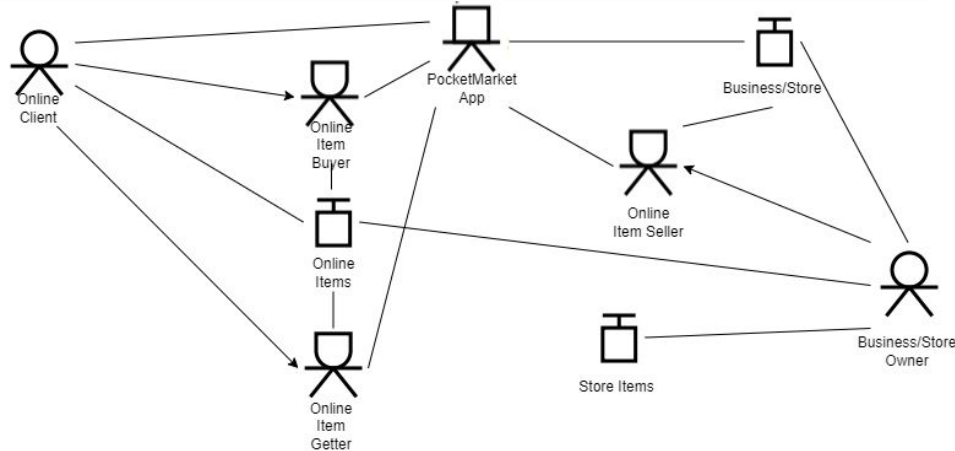 PocketMarket
App
Business/Store
Online
Client
Online
Item
Buyer
Online
Item Seller
Online
Items
Business/Store
Owner
Store Items
Online
Item
Getter